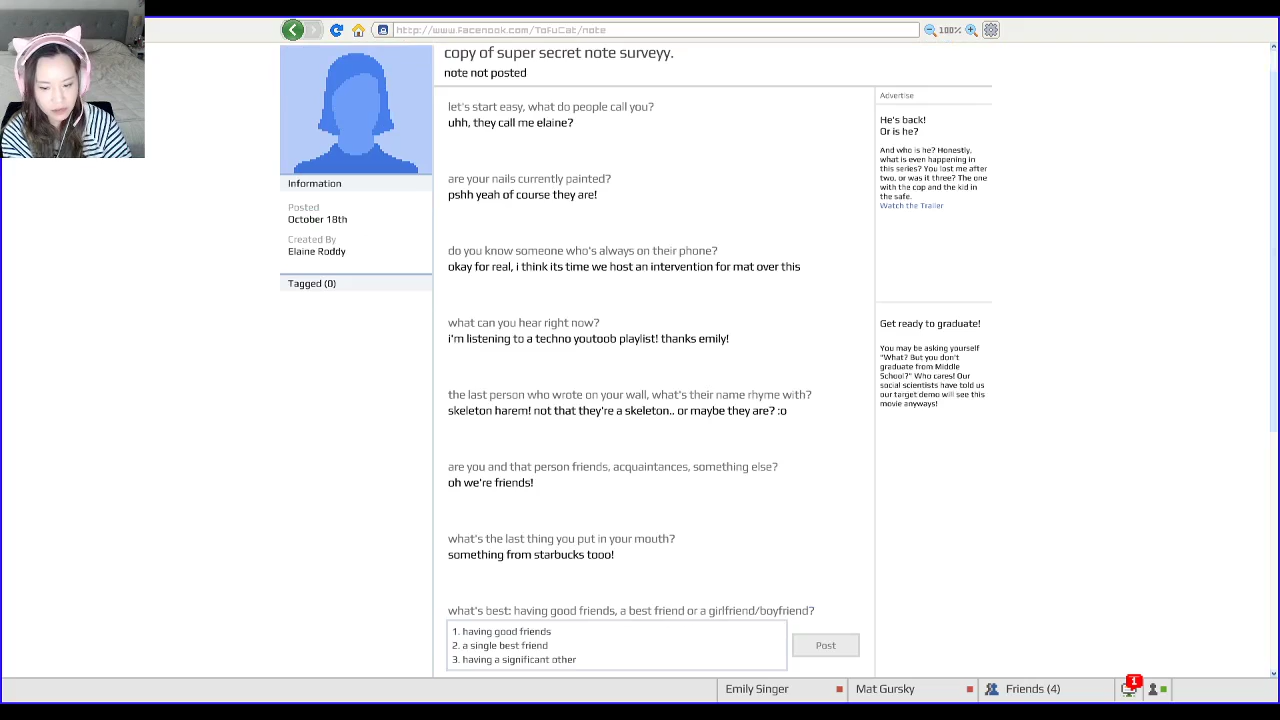 http://www.Facenook.com/ToFuCat/note
100%
copy of super secret note surveyy.
note not posted
let's start easy, what do people call you?
uhh, they call me elaine?
are your nails currently painted?
pshh yeah of course they are!
do you know someone who's always on their phone?
okay for real, i think its time we host an intervention for mat over this
what can you hear right now?
i'm listening to a techno youtoob playlist! thanks emily!
the last person who wrote on your wall, what's their name rhyme with?
skeleton harem! not that they're a skeleton.. or maybe they are? :o
are you and that person friends, acquaintances, something else?
oh we're friends!
what's the last thing you put in your mouth?
something from starbucks tooo!
what's best: having good friends, a best friend or a girlfriend/boyfriend?
1. having good friends
2. a single best friend
3. having a significant other
Post
Information
Posted
October 18th
Created By
Elaine Roddy
Tagged (0)
Advertise
He's back!
Or is he?
And who is he? Honestly,
what is even happening in
this series? You lost me after
two, or was it three? The one
with the cop and the kid in
the safe.
Watch the Trailer
Get ready to graduate!
You may be asking yourself
"What? But you don't
graduate from Middle
School?" Who cares! Our
social scientists have told us
our target demo will see this
movie anyways!
Emily Singer
Mat Gursky
Friends (4)
1